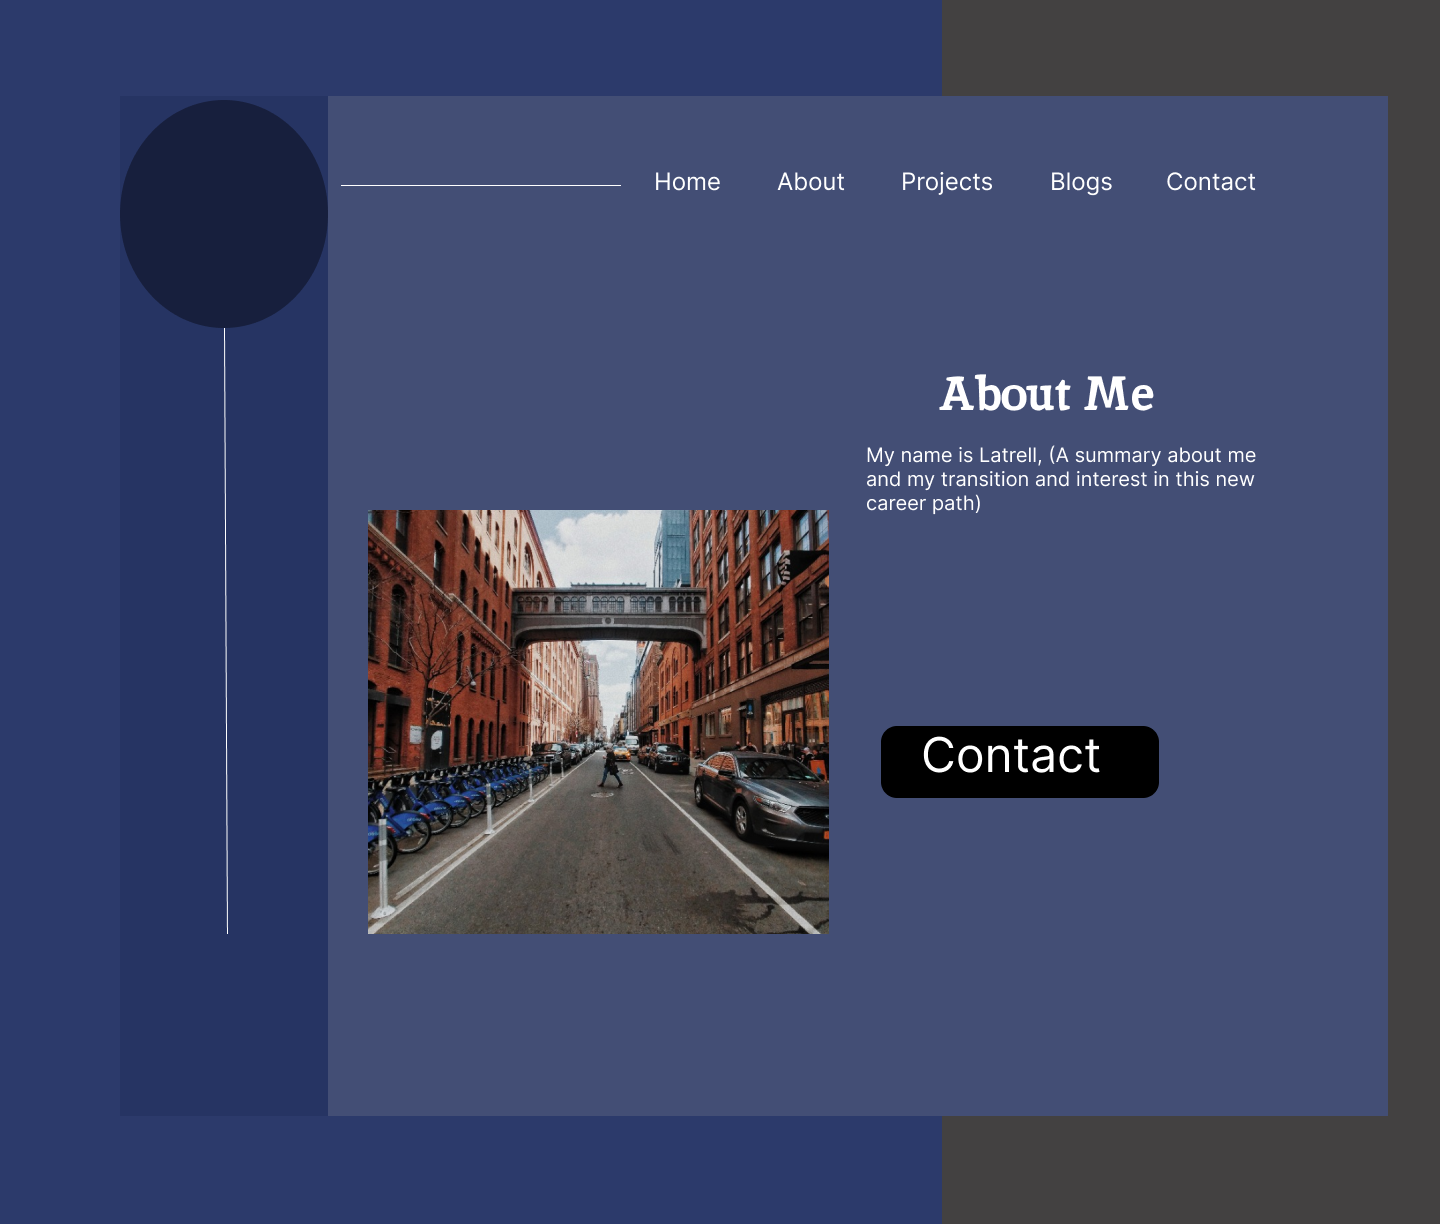 Home About Projects Blogs Contact
About Me
My name is Latrell, (A summary about me
and my transition and interest in this new
career path)
Contact